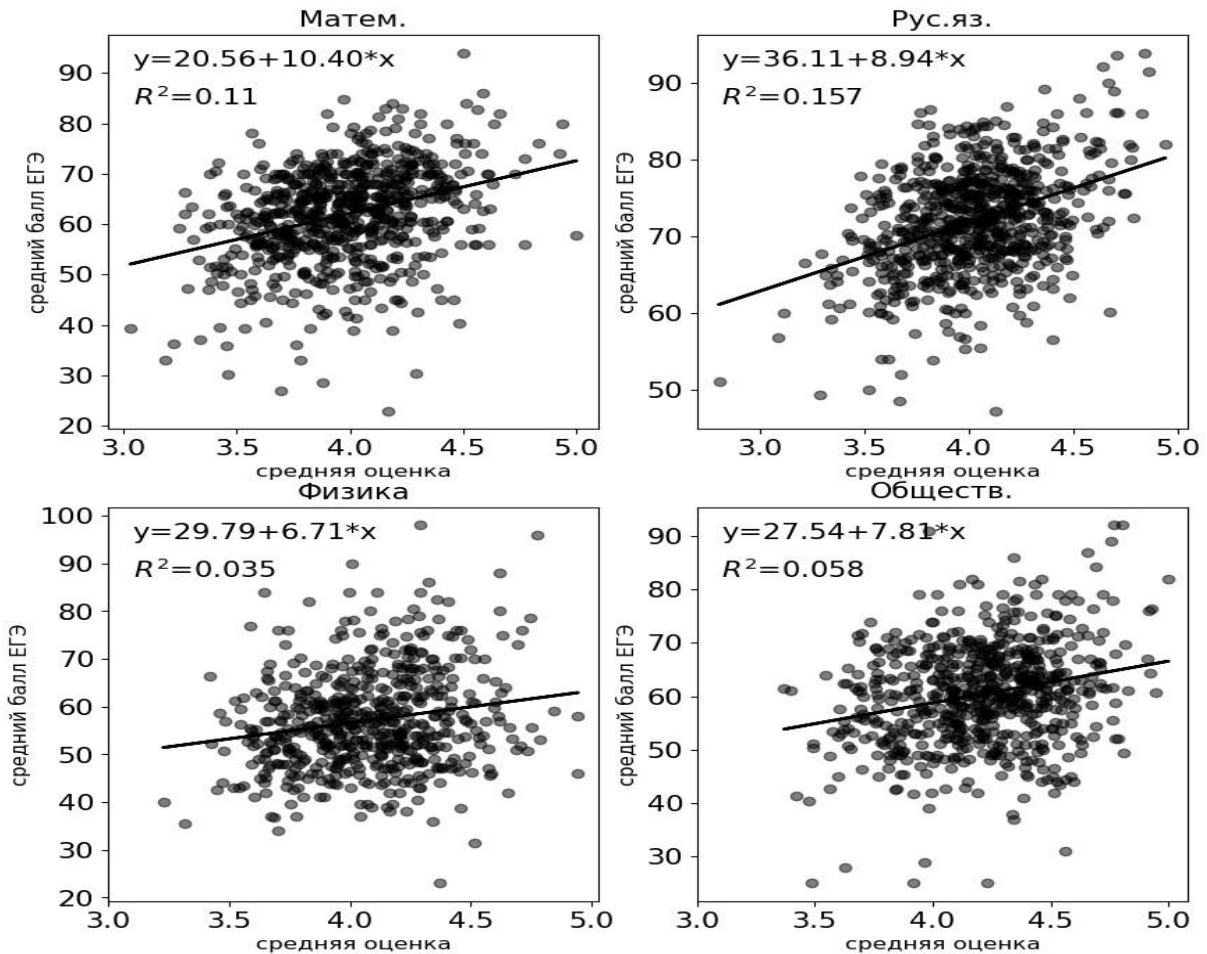 Матем.
y=20.56+10.40*x
R²=0.11
90
80
70
60
50
40
30
20
средний балл ЕГЭ
3.0 3.5 4.0 4.5 5.0
средняя оценка
Рус.яз.
y=36.11+8.94*x
R²=0.157
90
80
70
60
50
средний балл ЕГЭ
3.0 3.5 4.0 4.5 5.0
средняя оценка
Физика
y=29.79+6.71*x
R²=0.035
100
90
80
70
60
50
40
30
20
средний балл ЕГЭ
3.0 3.5 4.0 4.5 5.0
средняя оценка
Обществ.
y=27.54+7.81*x
R²=0.058
90
80
70
60
50
40
30
средний балл ЕГЭ
3.5 4.0 4.5 5.0
средняя оценка